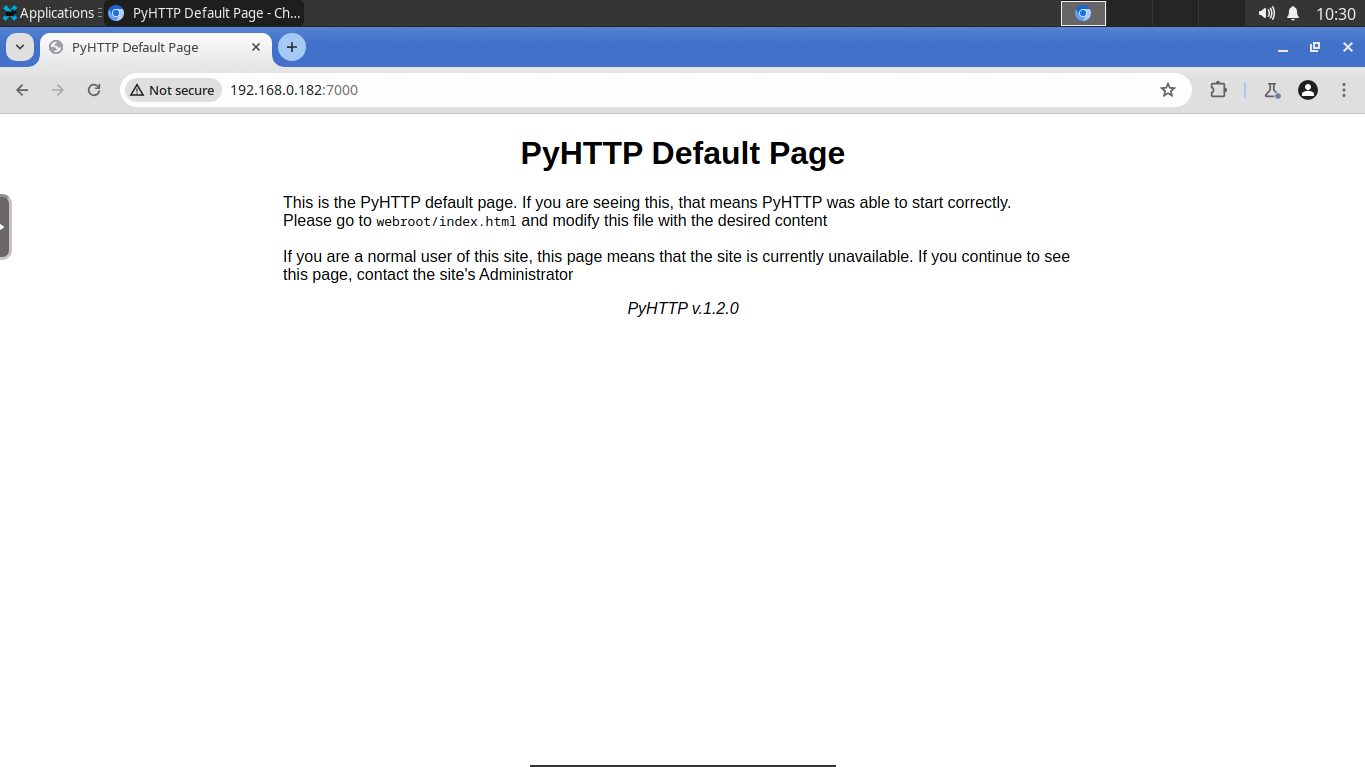 Applications
PyHTTP Default Page - Ch...
10:30
PyHTTP Default Page
Not secure
192.168.0.182:7000
PyHTTP Default Page
This is the PyHTTP default page. If you are seeing this, that means PyHTTP was able to start correctly.
Please go to webroot/index.html and modify this file with the desired content
If you are a normal user of this site, this page means that the site is currently unavailable. If you continue to see
this page, contact the site's Administrator
PyHTTP v.1.2.0